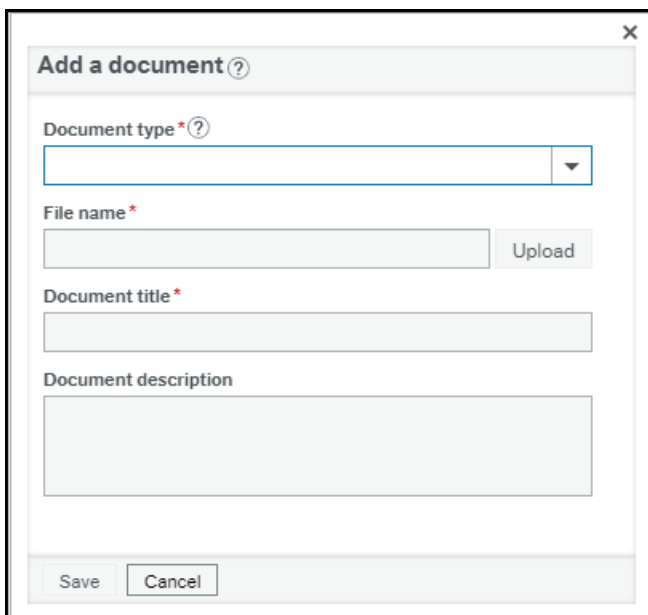 ×
Add a document ?
Document type * ?
File name *
Upload
Document title *
Document description
Save Cancel